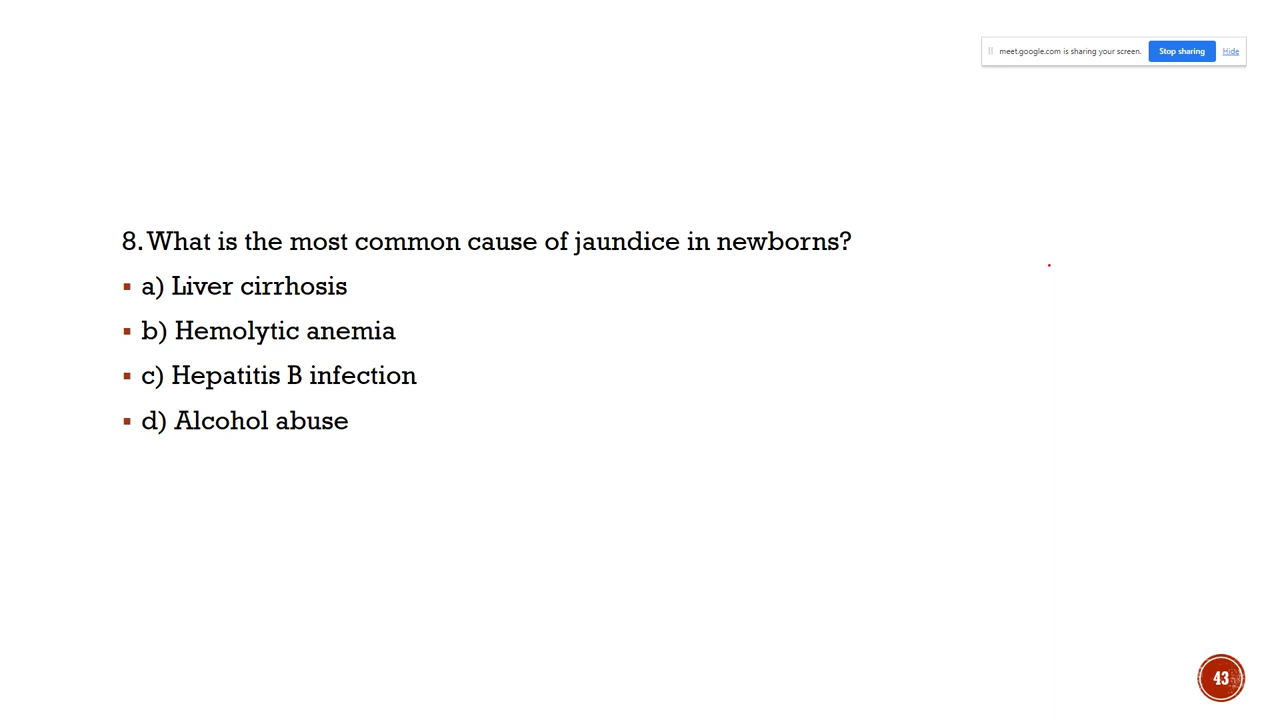 meet.google.com is sharing your screen. Stop sharing Hide
8. What is the most common cause of jaundice in newborns?
a) Liver cirrhosis
b) Hemolytic anemia
c) Hepatitis B infection
d) Alcohol abuse
43